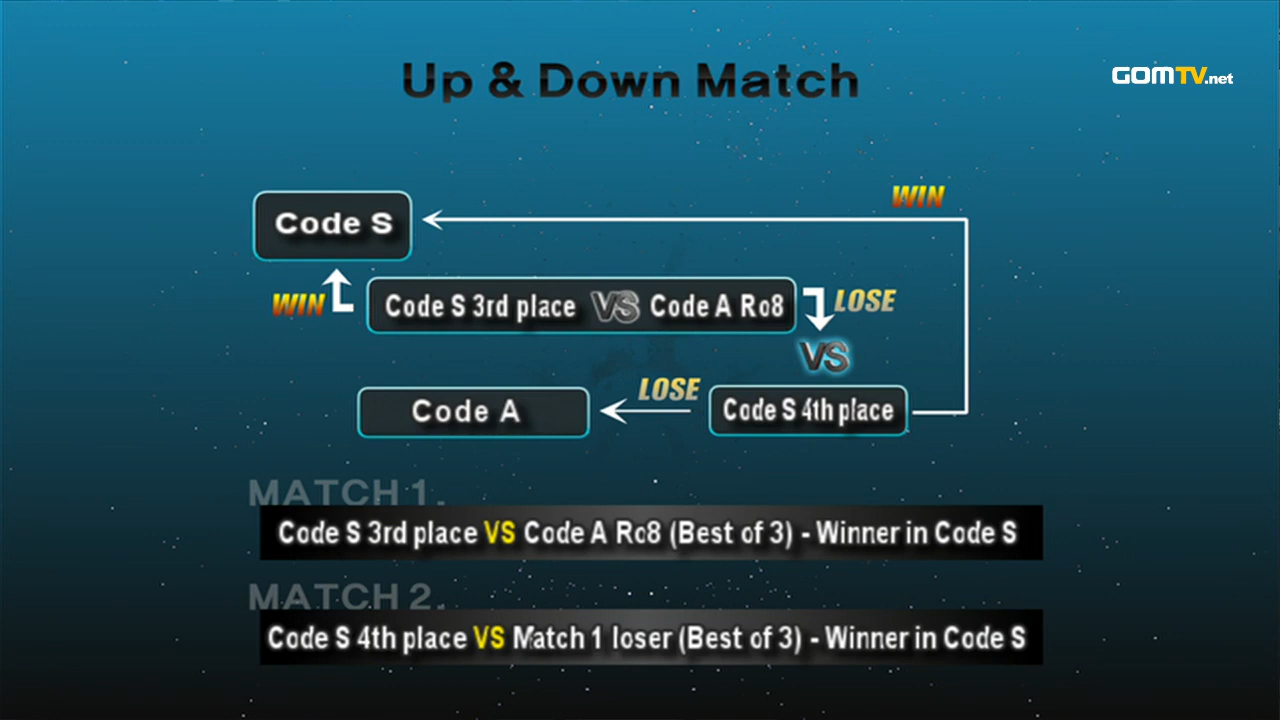 Up & Down Match
GOMTV.net
WIN
Code S
WIN
Code S 3rd place VS Code A Ro8
LOSE
VS
LOSE
Code A
Code S 4th place
MATCH 1.
Code S 3rd place VS Code A Ro8 (Best of 3) - Winner in Code S
MATCH 2.
Code S 4th place VS Match 1 loser (Best of 3) - Winner in Code S